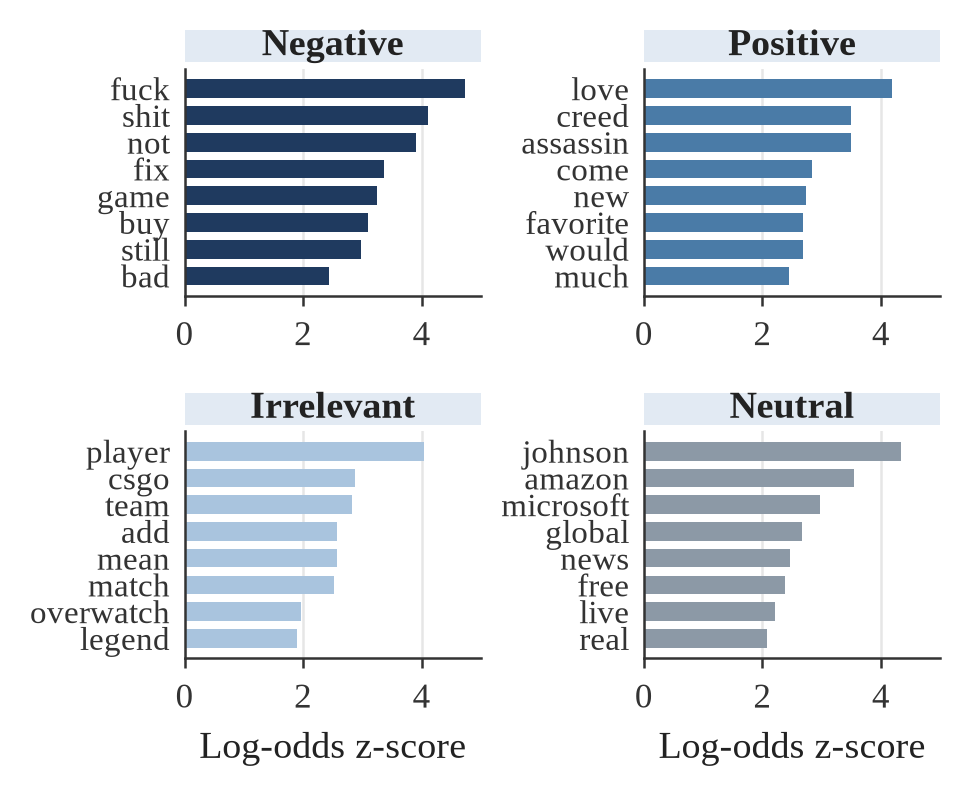 Negative
fuck
shit
not
fix
game
buy
still
bad
0 2 4
Positive
love
creed
assassin
come
new
favorite
would
much
0 2 4
Irrelevant
player
csgo
team
add
mean
match
overwatch
legend
0 2 4
Log-odds z-score
Neutral
johnson
amazon
microsoft
global
news
free
live
real
0 2 4
Log-odds z-score